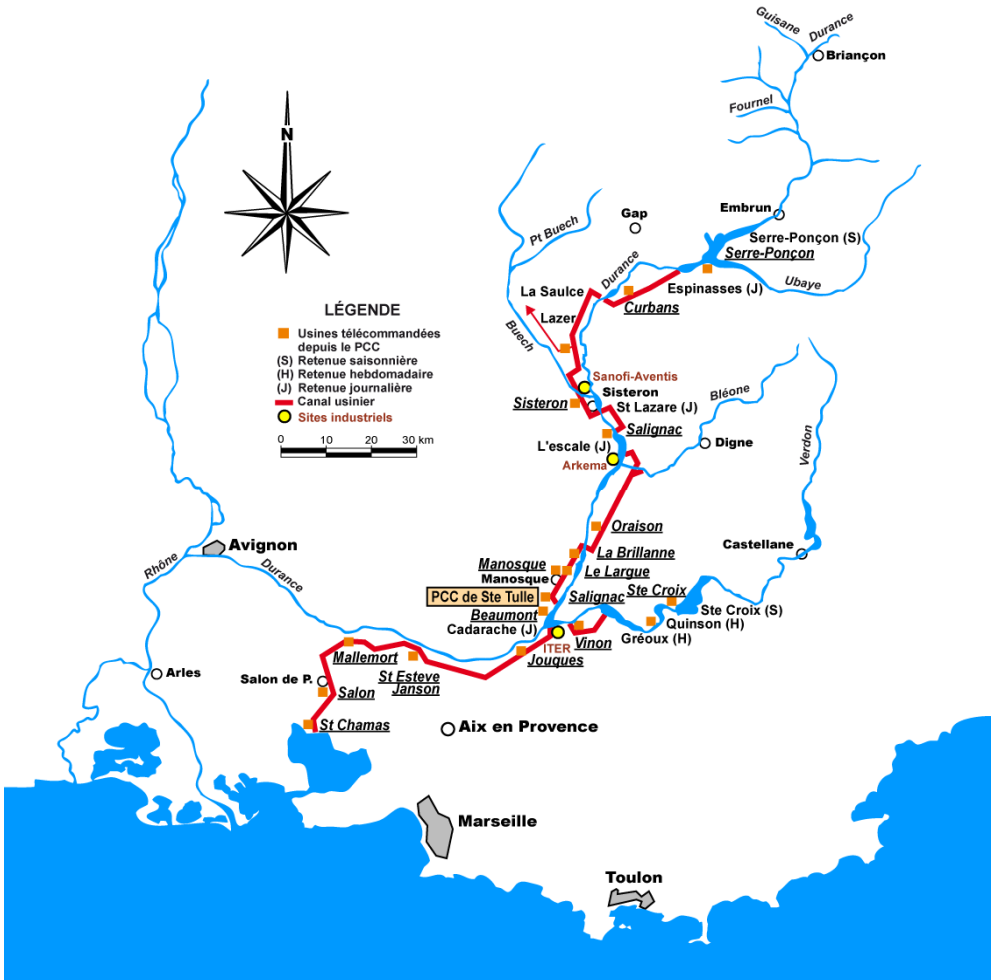 Guisane
Durance
Briançon
Fournel
N
Embrun
Gap
Pt Buech
Serre-Ponçon (S)
Serre-Ponçon
Durance
Espinasses (J)
Ubaye
La Saulce
Curbans
Lazer
Buech
LÉGENDE
Usines télécommandées
depuis le PCC
(S) Retenue saisonnière
(H) Retenue hebdomadaire
(J) Retenue journalière
Canal usinier
Sites industriels
0 10 20 30 km
Sanofi-Aventis
Sisteron
Sisteron
St Lazare (J)
Bléone
Salignac
L'escale (J)
Digne
Verdon
Arkema
Oraison
Avignon
Castellane
La Brillanne
Rhône
Durance
Manosque
Le Largue
Manosque
PCC de Ste Tulle
Salignac
Ste Croix
Beaumont
Ste Croix (S)
Cadarache (J)
Quinson (H)
Gréoux (H)
Vinon
ITER
Jouques
Mallemort
St Esteve
Janson
Arles
Salon de P.
Salon
St Chamas
Aix en Provence
Marseille
Toulon